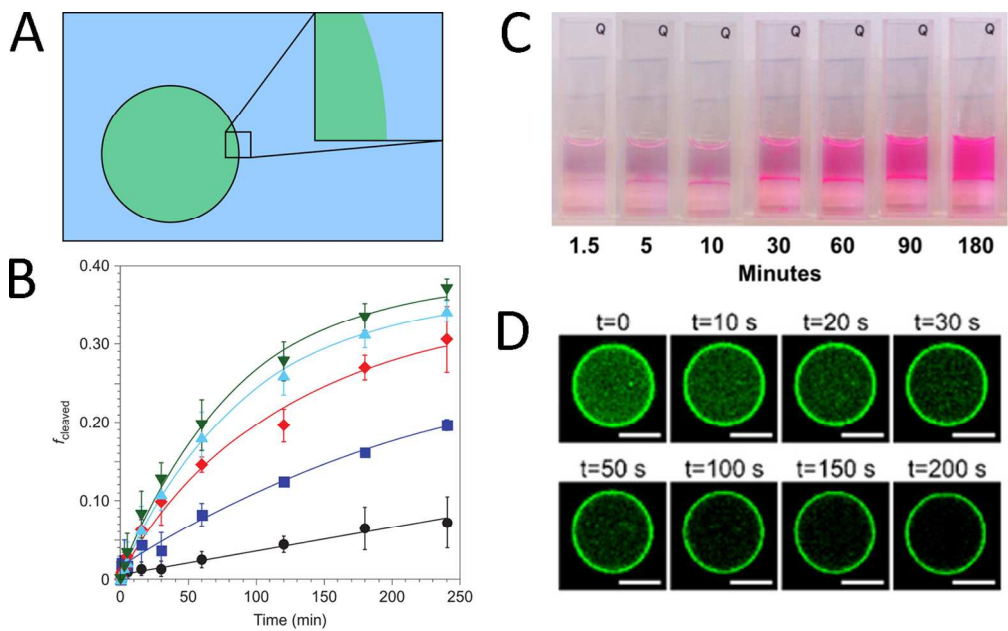 A
B
0.40
0.30
0.20
0.10
0
f_cleaved
0 50 100 150 200 250
Time (min)
C
Q Q Q Q Q Q Q
1.5 5 10 30 60 90 180
Minutes
D
t=0 t=10 s t=20 s t=30 s
t=50 s t=100 s t=150 s t=200 s